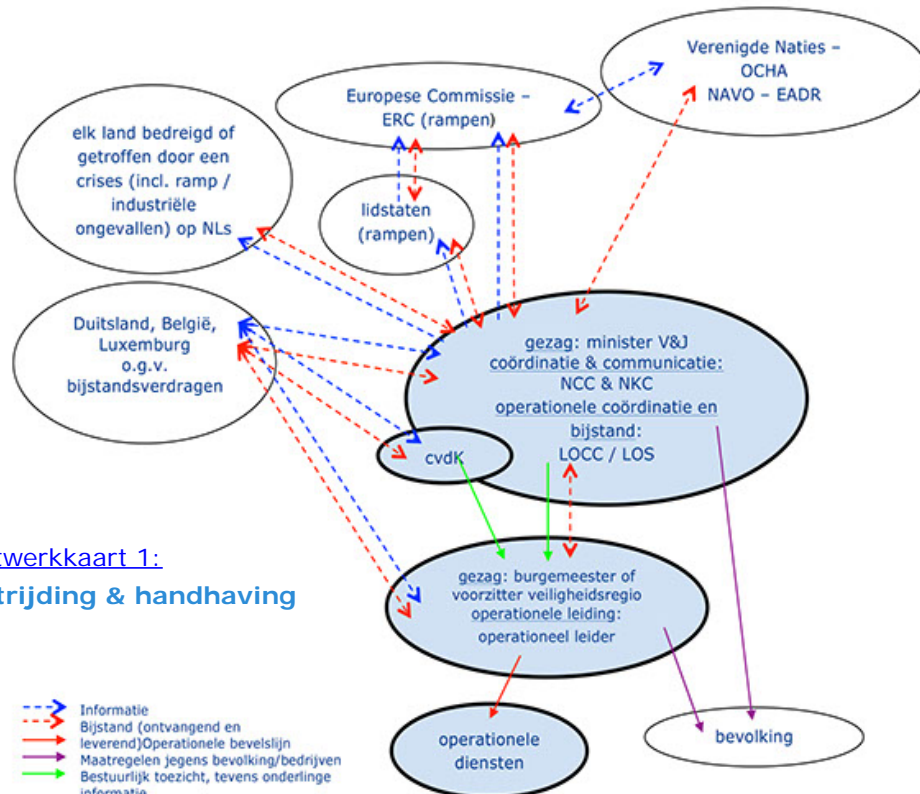 Verenigde Naties –
OCHA
NAVO – EADR
Europese Commissie –
ERC (rampen)
elk land bedreigd of
getroffen door een
crises (incl. ramp /
industriële
ongevallen) op NLs
lidstaten
(rampen)
Duitsland, België,
Luxemburg
o.g.v.
bijstandsverdragen
gezag: minister V&J
coördinatie & communicatie:
NCC & NKC
operationele coördinatie en
bijstand:
LOCC / LOS
cvdK
twerkkaart 1:
trijding & handhaving
gezag: burgemeester of
voorzitter veiligheidsregio
operationele leiding:
operationeel leider
operationele
diensten
bevolking
Informatie
Bijstand (ontvangend en
leverend)Operationele bevelslijn
Maatregelen jegens bevolking/bedrijven
Bestuurlijk toezicht, tevens onderlinge
informatie